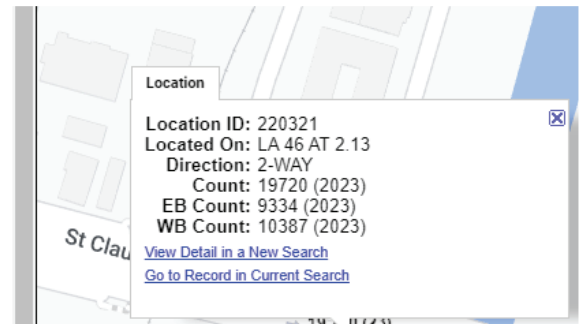 Location
Location ID: 220321
Located On: LA 46 AT 2.13
Direction: 2-WAY
Count: 19720 (2023)
EB Count: 9334 (2023)
WB Count: 10387 (2023)
St Clau
View Detail in a New Search
Go to Record in Current Search